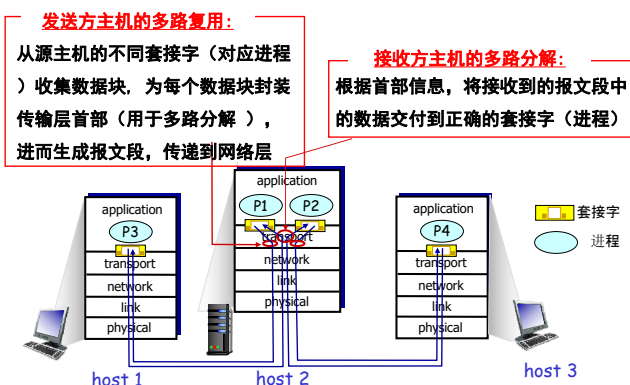 发送方主机的多路复用:
从源主机的不同套接字（对应进程
）收集数据块, 为每个数据块封装
传输层首部（用于多路分解 ）,
进而生成报文段, 传递到网络层
接收方主机的多路分解:
根据首部信息, 将接收到的报文段中
的数据交付到正确的套接字（进程）
application
P3
transport
network
link
physical
host 1
application
P1
P2
transport
network
link
physical
host 2
application
P4
transport
network
link
physical
host 3
套接字
进程